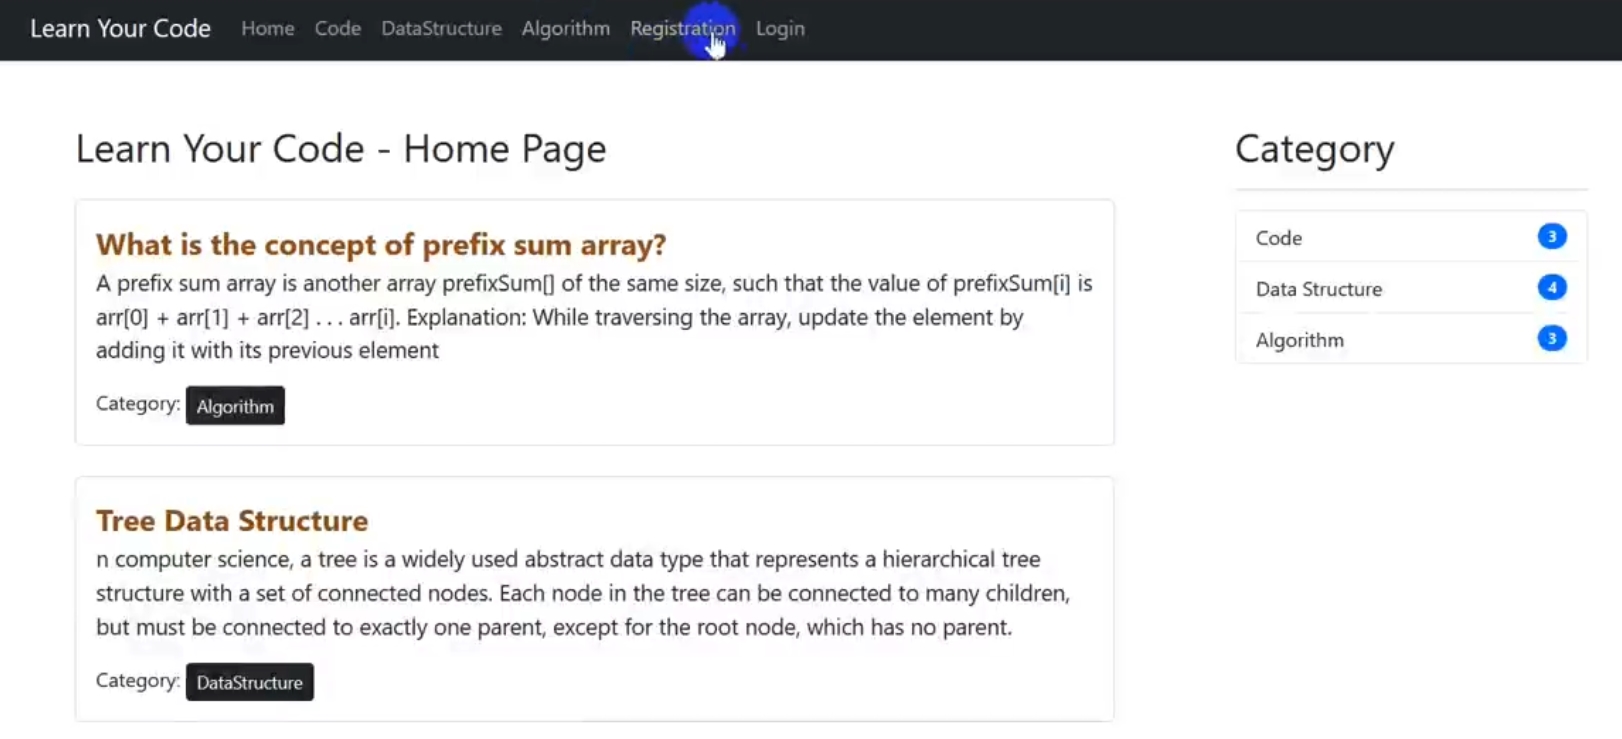 Learn Your Code Home Code DataStructure Algorithm Registration Login
Learn Your Code - Home Page
What is the concept of prefix sum array?
A prefix sum array is another array prefixSum[] of the same size, such that the value of prefixSum[i] is
arr[0] + arr[1] + arr[2] . . . arr[i]. Explanation: While traversing the array, update the element by
adding it with its previous element
Category: Algorithm
Tree Data Structure
n computer science, a tree is a widely used abstract data type that represents a hierarchical tree
structure with a set of connected nodes. Each node in the tree can be connected to many children,
but must be connected to exactly one parent, except for the root node, which has no parent.
Category: DataStructure
Category
Code 3
Data Structure 4
Algorithm 3